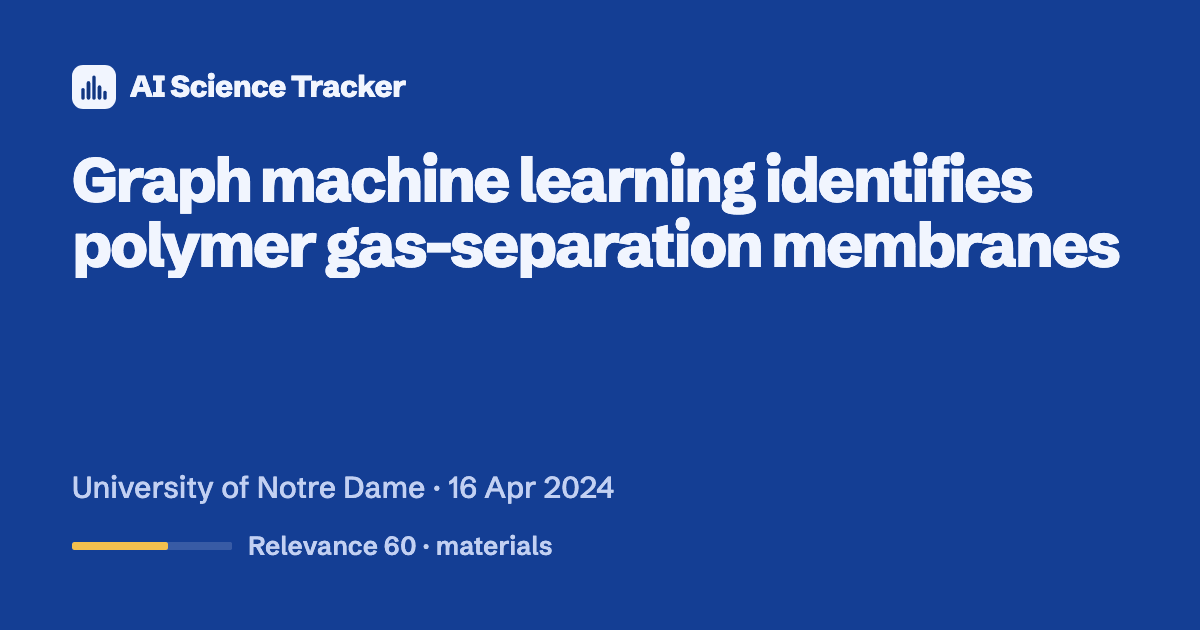 AI Science Tracker
Graph machine learning identifies
polymer gas-separation membranes
University of Notre Dame · 16 Apr 2024
Relevance 60 · materials